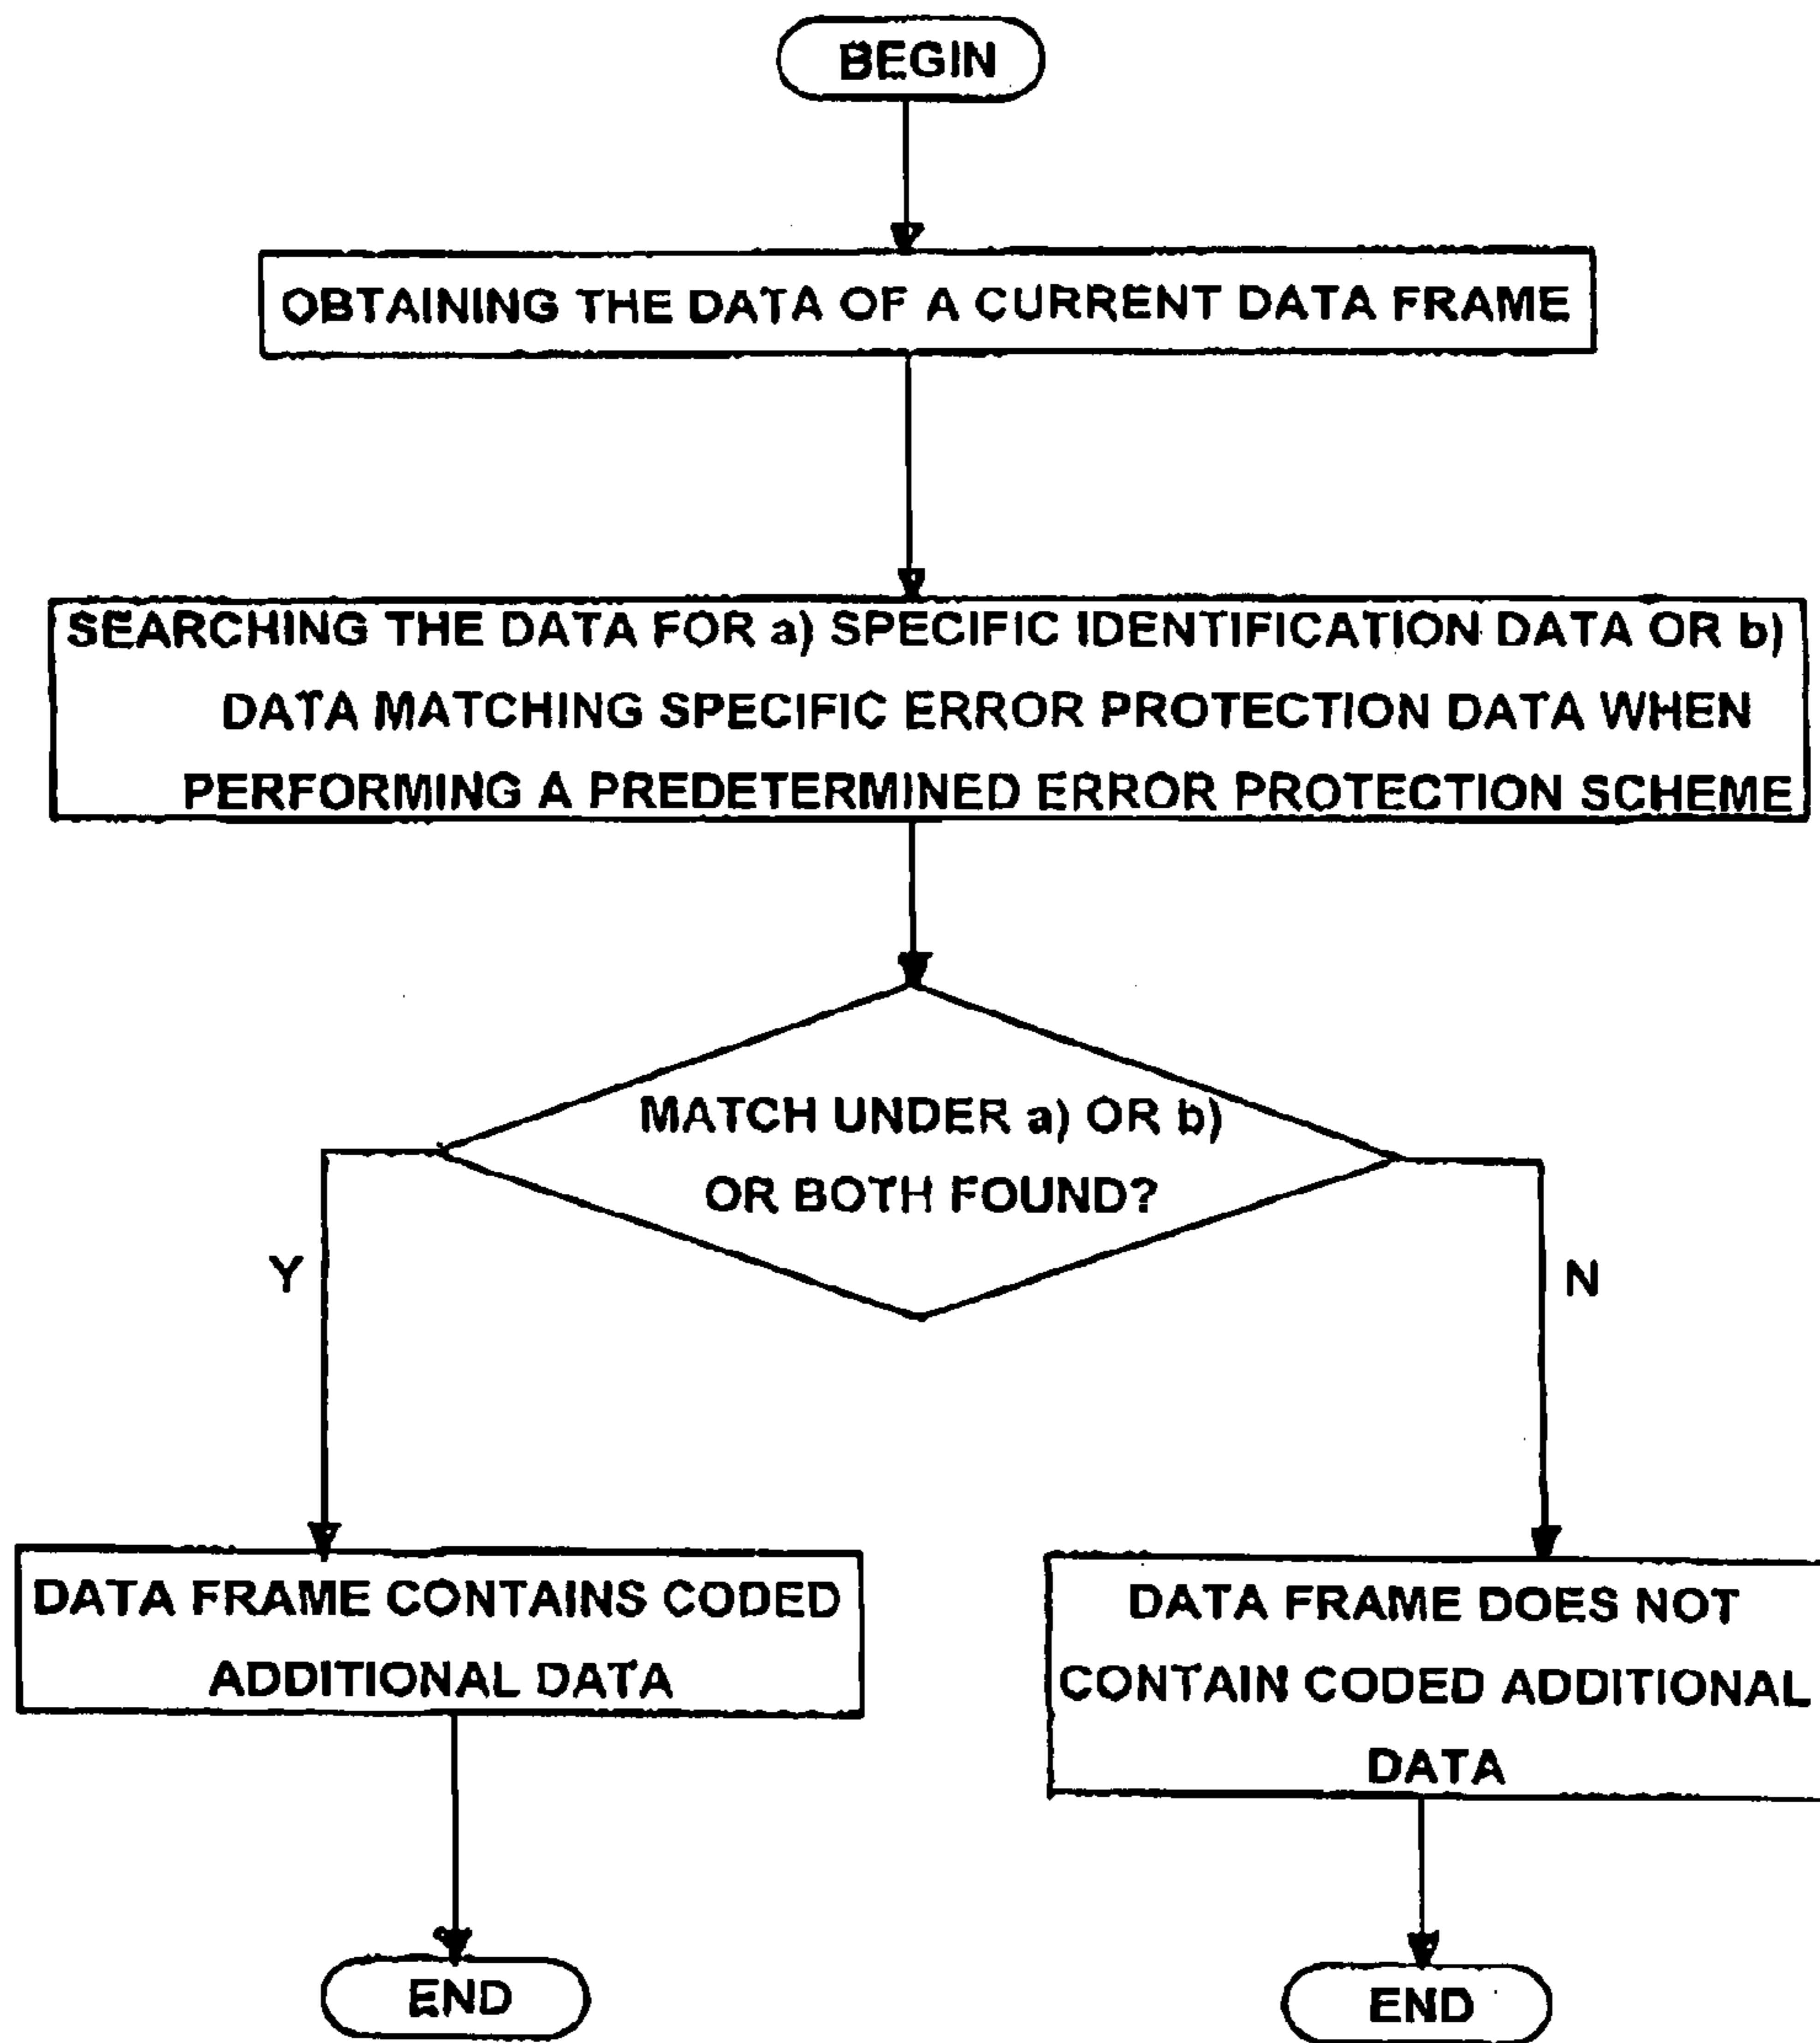 BEGIN
OBTAINING THE DATA OF A CURRENT DATA FRAME
SEARCHING THE DATA FOR a) SPECIFIC IDENTIFICATION DATA OR b)
DATA MATCHING SPECIFIC ERROR PROTECTION DATA WHEN
PERFORMING A PREDETERMINED ERROR PROTECTION SCHEME
MATCH UNDER a) OR b)
OR BOTH FOUND?
Y
N
DATA FRAME CONTAINS CODED
ADDITIONAL DATA
DATA FRAME DOES NOT
CONTAIN CODED ADDITIONAL
DATA
END
END